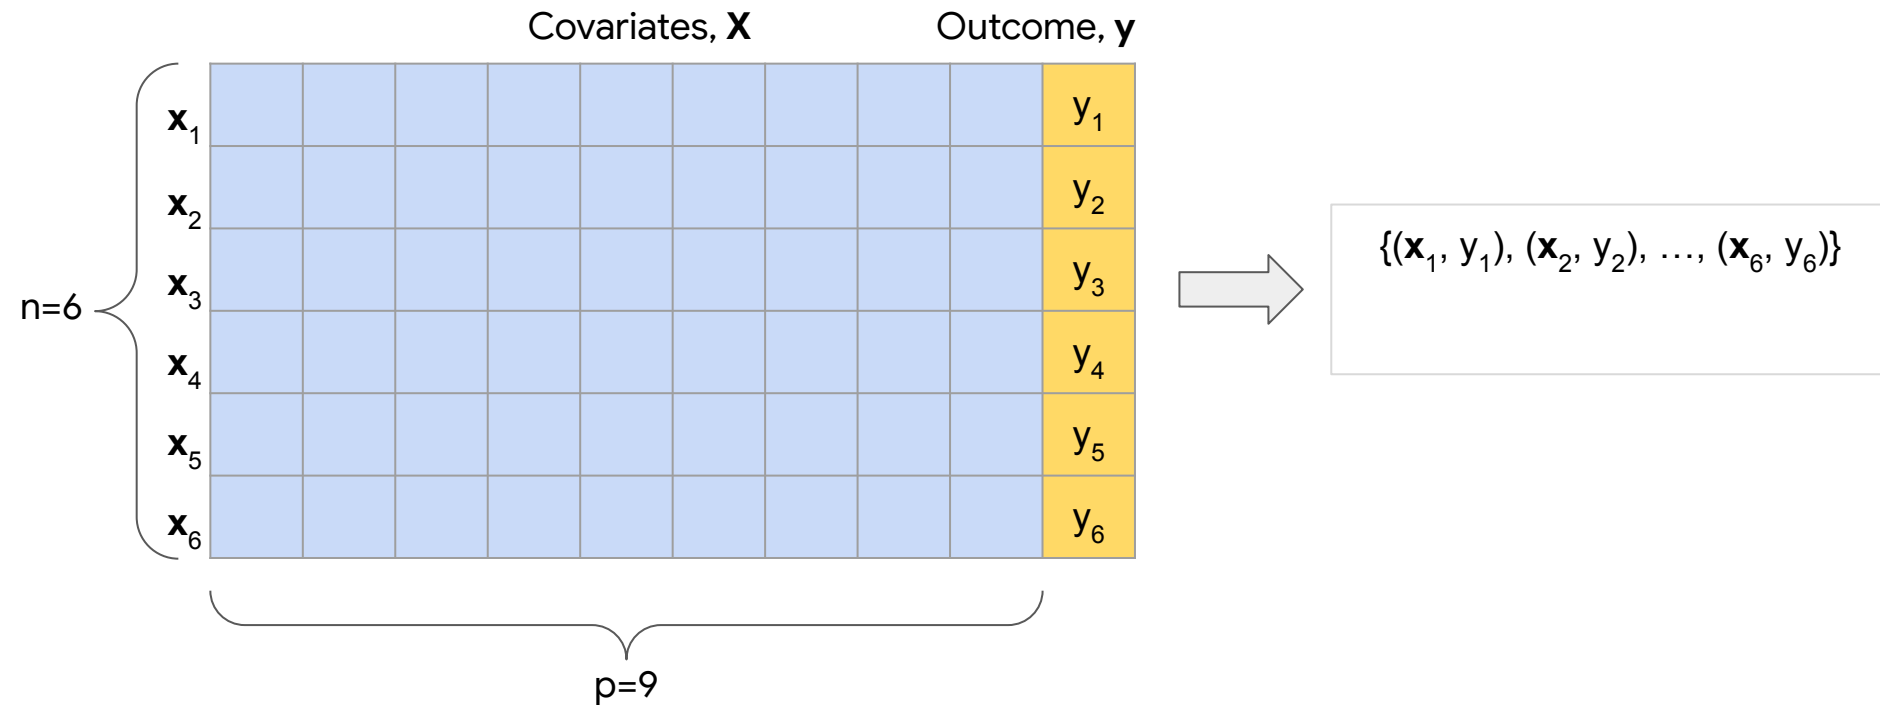 Covariates, X
Outcome, y
x1
y1
x2
y2
x3
y3
n=6
x4
y4
x5
y5
x6
y6
p=9
{(x1, y1), (x2, y2), …, (x6, y6)}